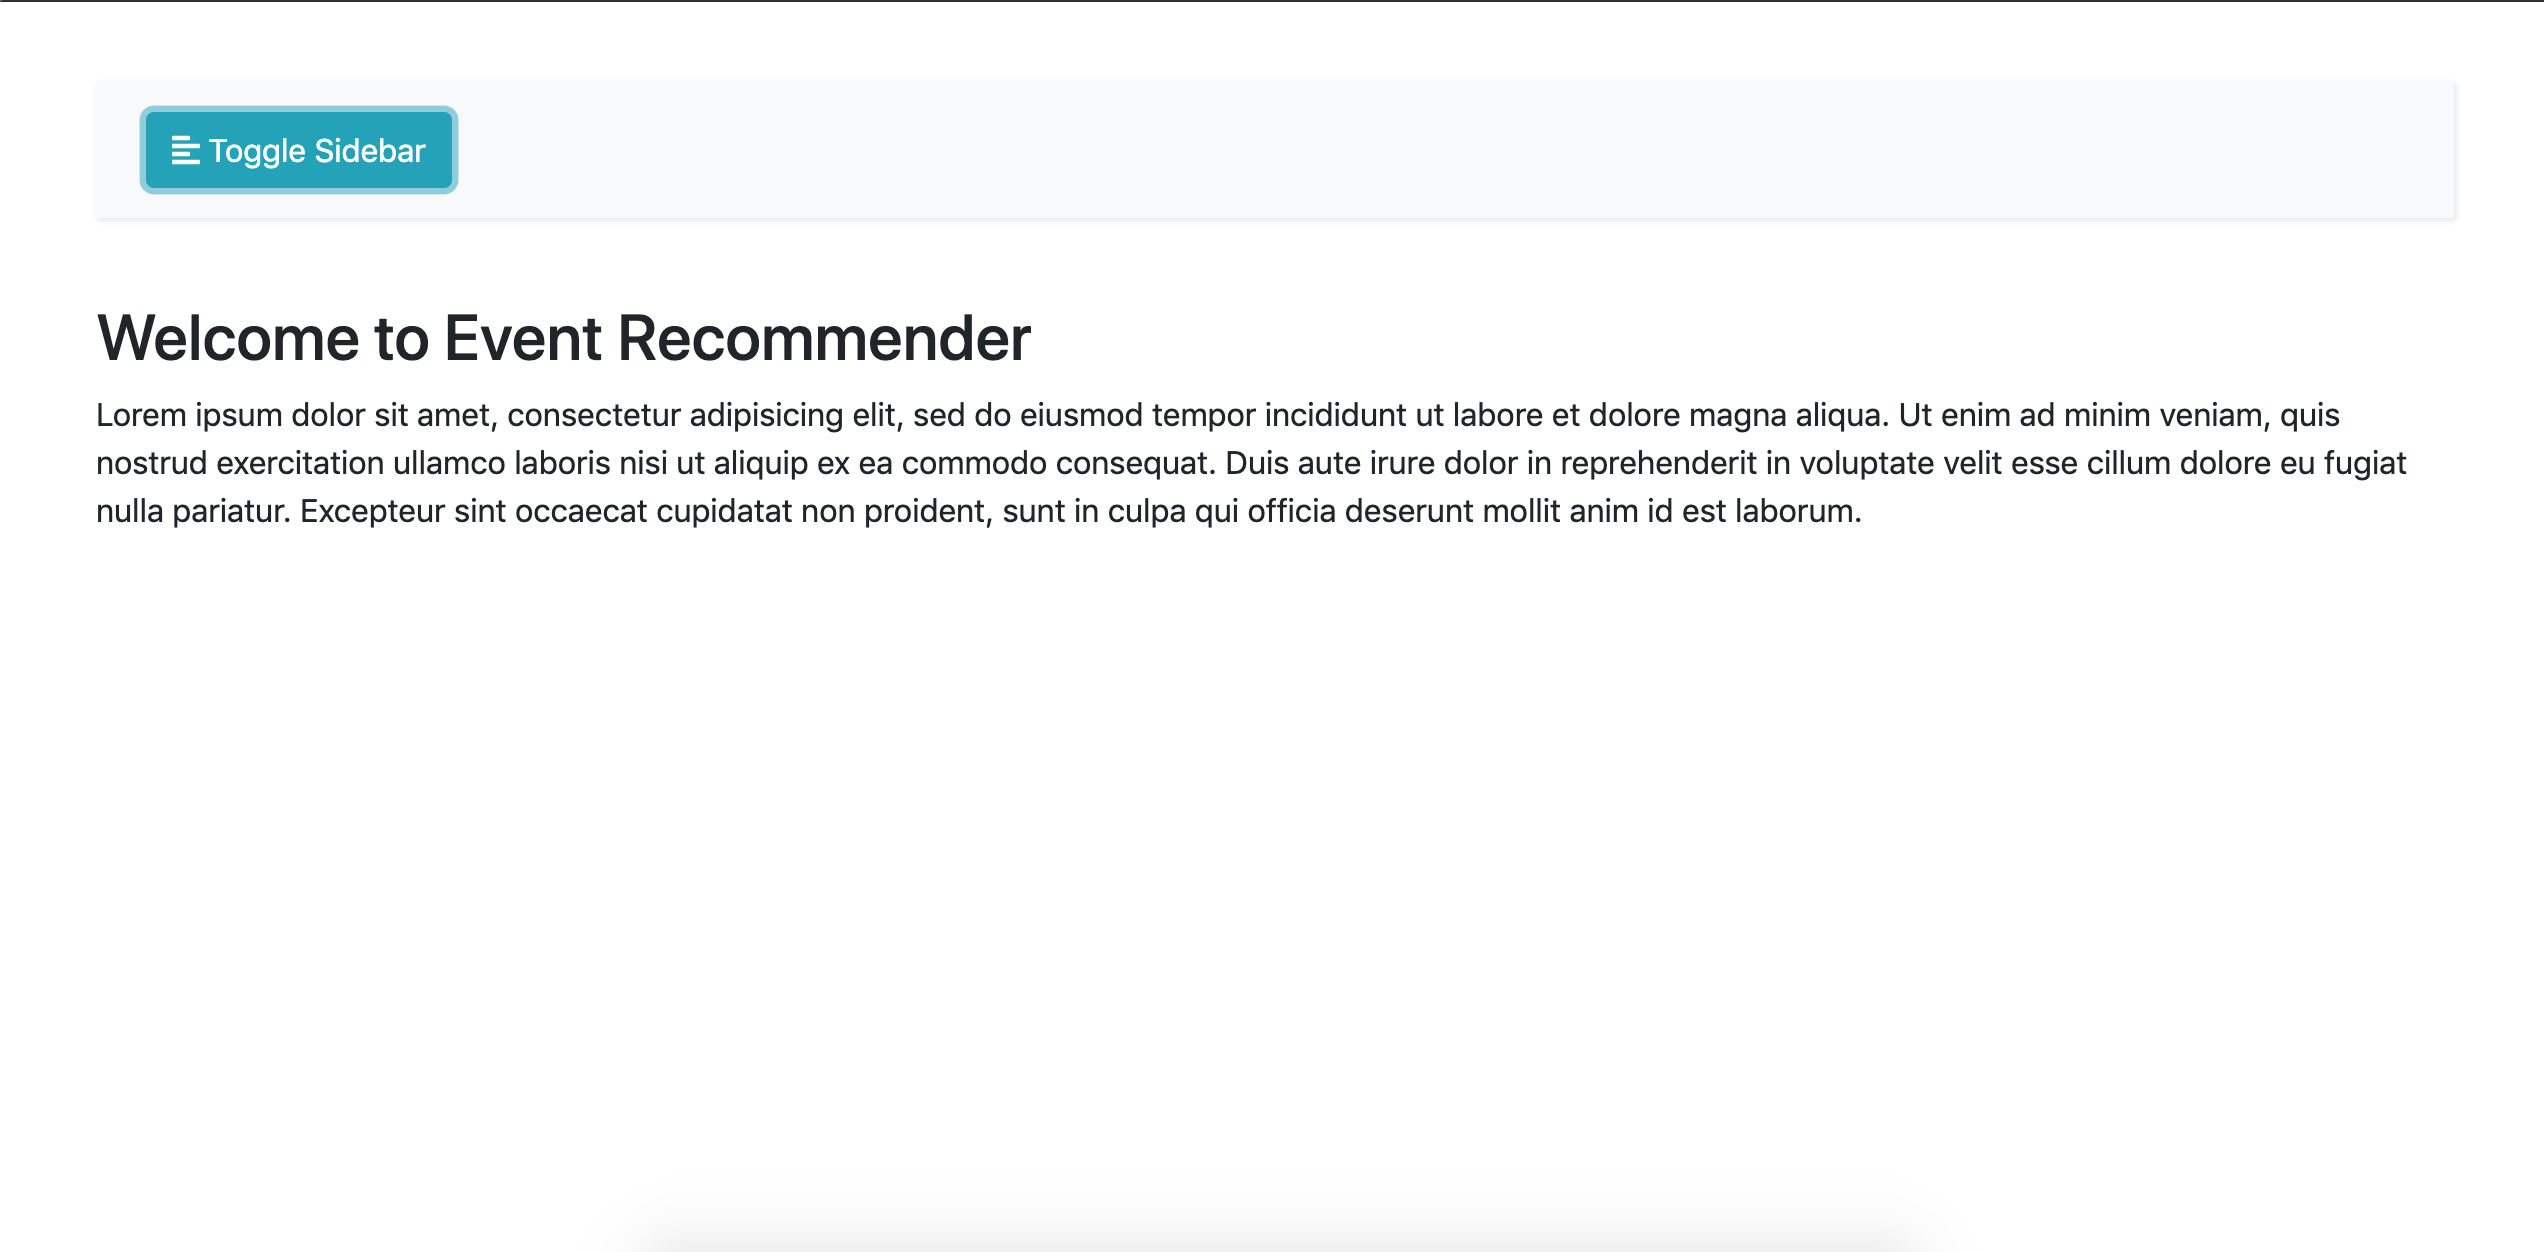 Toggle Sidebar
Welcome to Event Recommender
Lorem ipsum dolor sit amet, consectetur adipisicing elit, sed do eiusmod tempor incididunt ut labore et dolore magna aliqua. Ut enim ad minim veniam, quis
nostrud exercitation ullamco laboris nisi ut aliquip ex ea commodo consequat. Duis aute irure dolor in reprehenderit in voluptate velit esse cillum dolore eu fugiat
nulla pariatur. Excepteur sint occaecat cupidatat non proident, sunt in culpa qui officia deserunt mollit anim id est laborum.